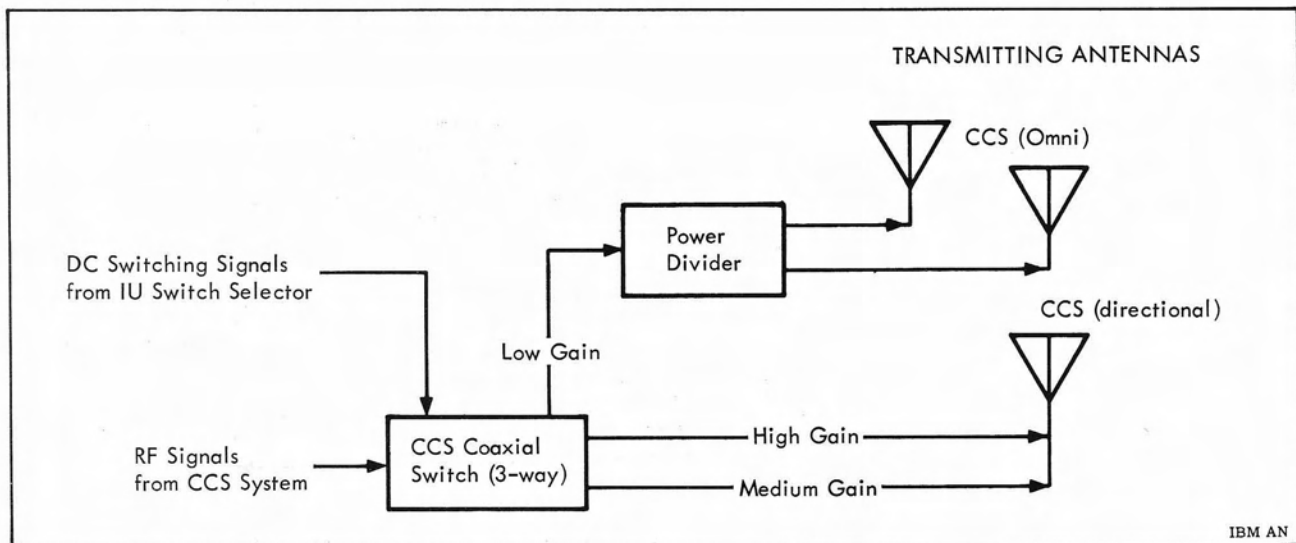 TRANSMITTING ANTENNAS
CCS (Omni)
Power
Divider
DC Switching Signals
from IU Switch Selector
CCS (directional)
Low Gain
CCS Coaxial
Switch (3-way)
High Gain
RF Signals
from CCS System
Medium Gain
IBM AN